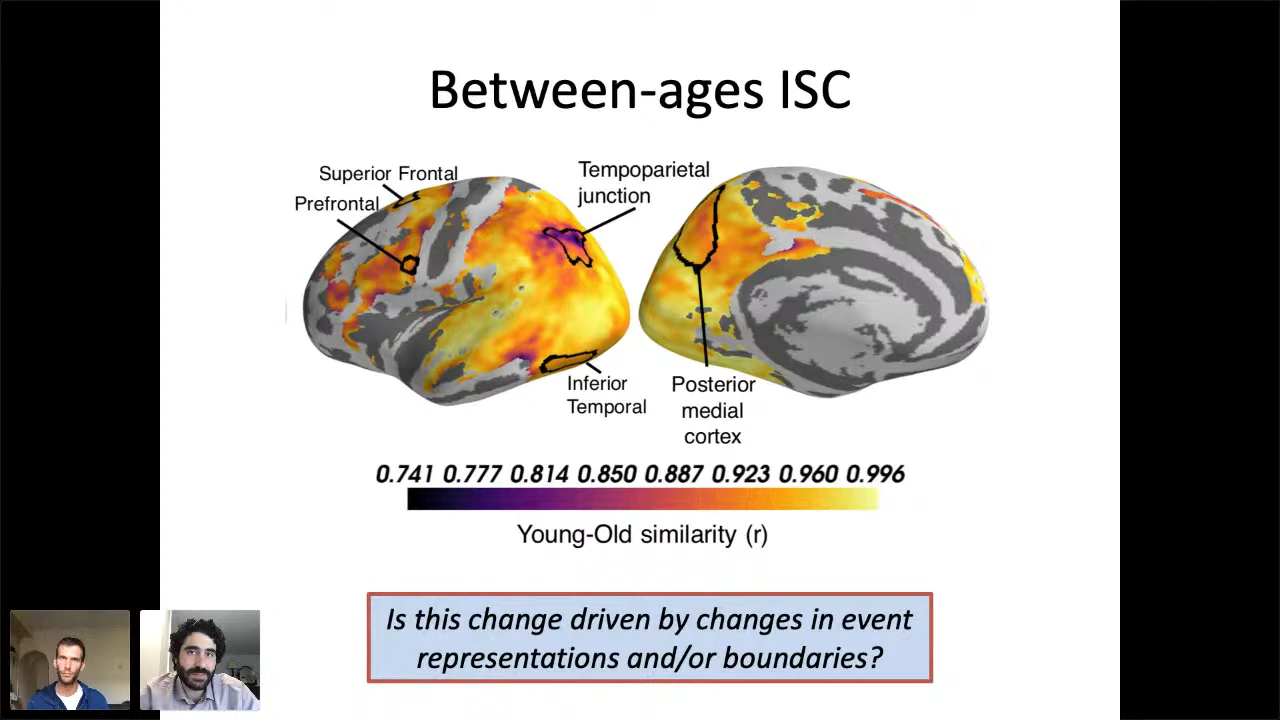 Between-ages ISC
Superior Frontal
Prefrontal
Tempoparietal
junction
Inferior
Temporal
Posterior
medial
cortex
0.741 0.777 0.814 0.850 0.887 0.923 0.960 0.996
Young-Old similarity (r)
Is this change driven by changes in event
representations and/or boundaries?